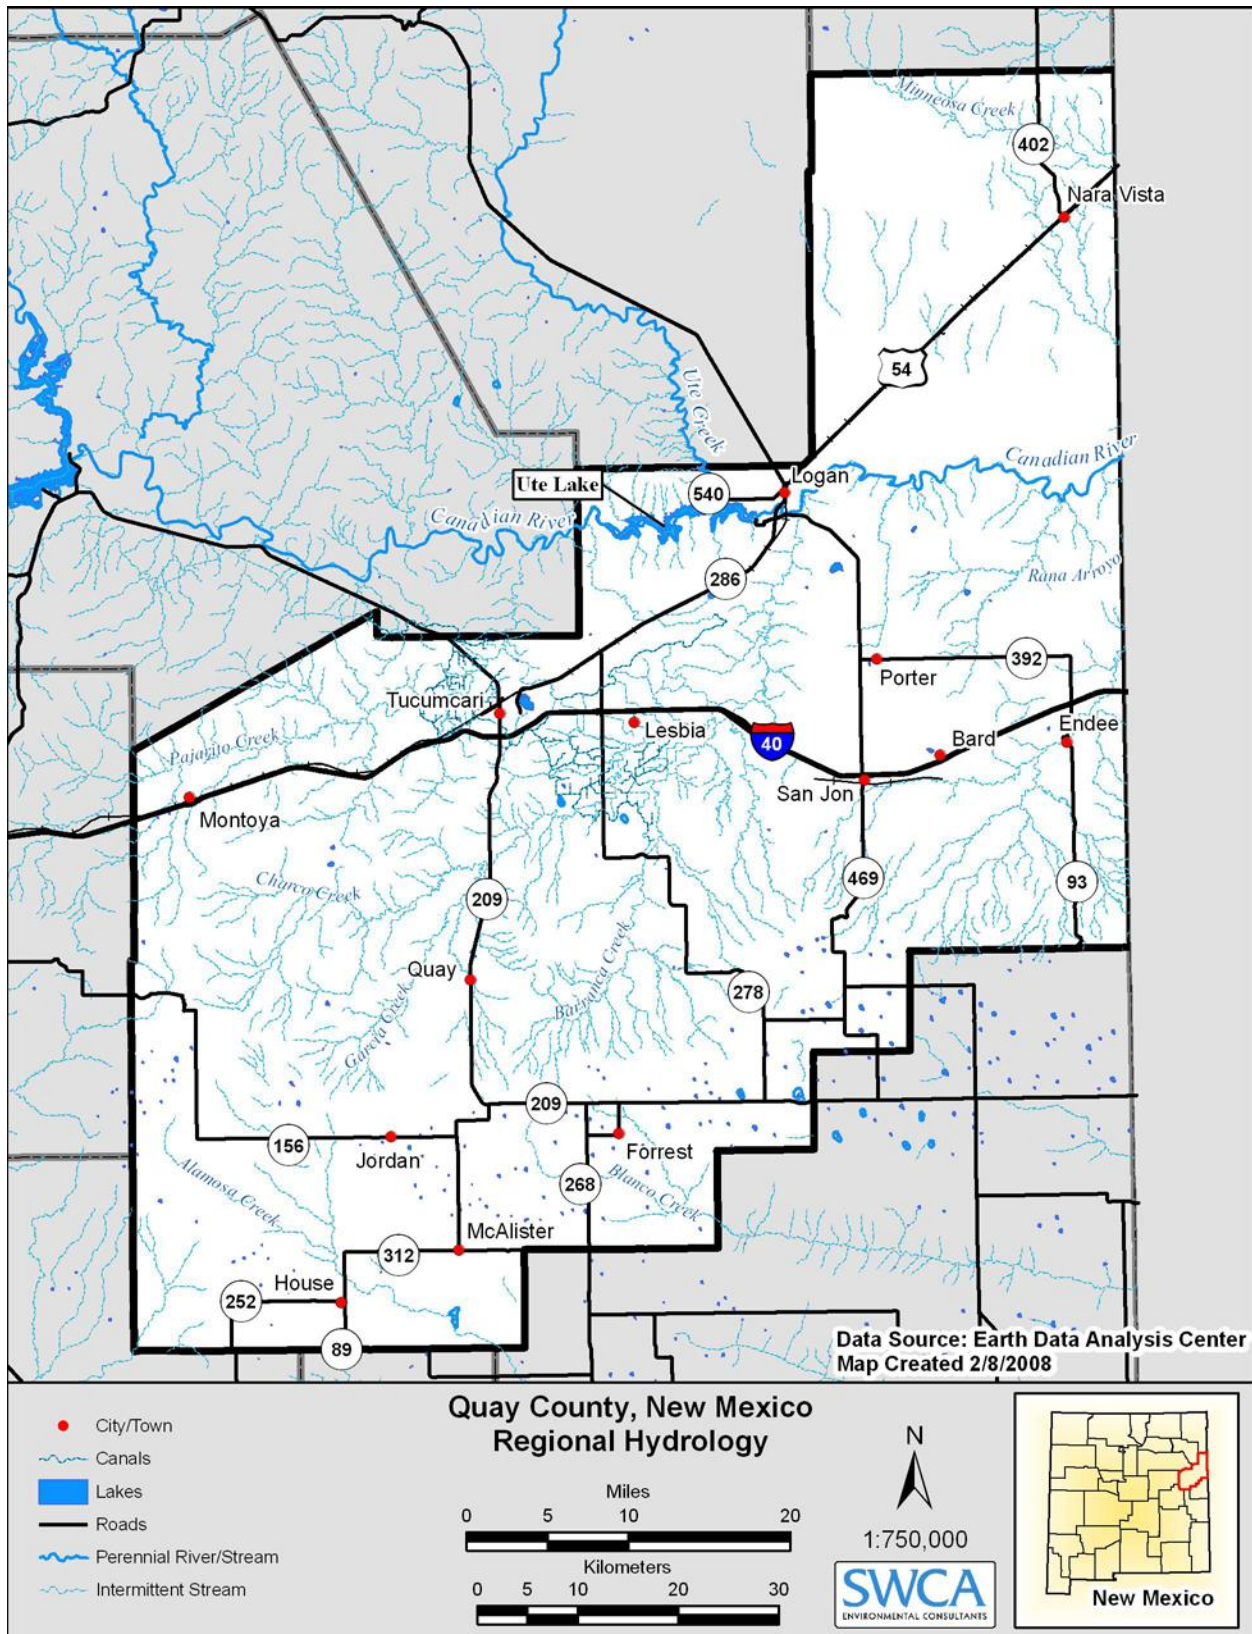 Minneosa Creek
402
Nara Vista
54
Ute Creek
Canadian River
Logan
Ute Lake
540
Canadian River
286
Rana Arroyo
392
Porter
Tucumcari
Lesbia
40
Bard
Endee
Pajarito Creek
San Jon
Montoya
Charco Creek
209
469
93
Quay
Barranca Creek
278
Garcia Creek
209
156
Jordan
Forrest
Alamosa Creek
268
Blanco Creek
McAlister
312
House
252
89
Data Source: Earth Data Analysis Center
Map Created 2/8/2008
City/Town
Canals
Lakes
Roads
Perennial River/Stream
Intermittent Stream
Quay County, New Mexico
Regional Hydrology
Miles
0 5 10 20
Kilometers
0 5 10 20 30
N
1:750,000
SWCA
ENVIRONMENTAL CONSULTANTS
New Mexico